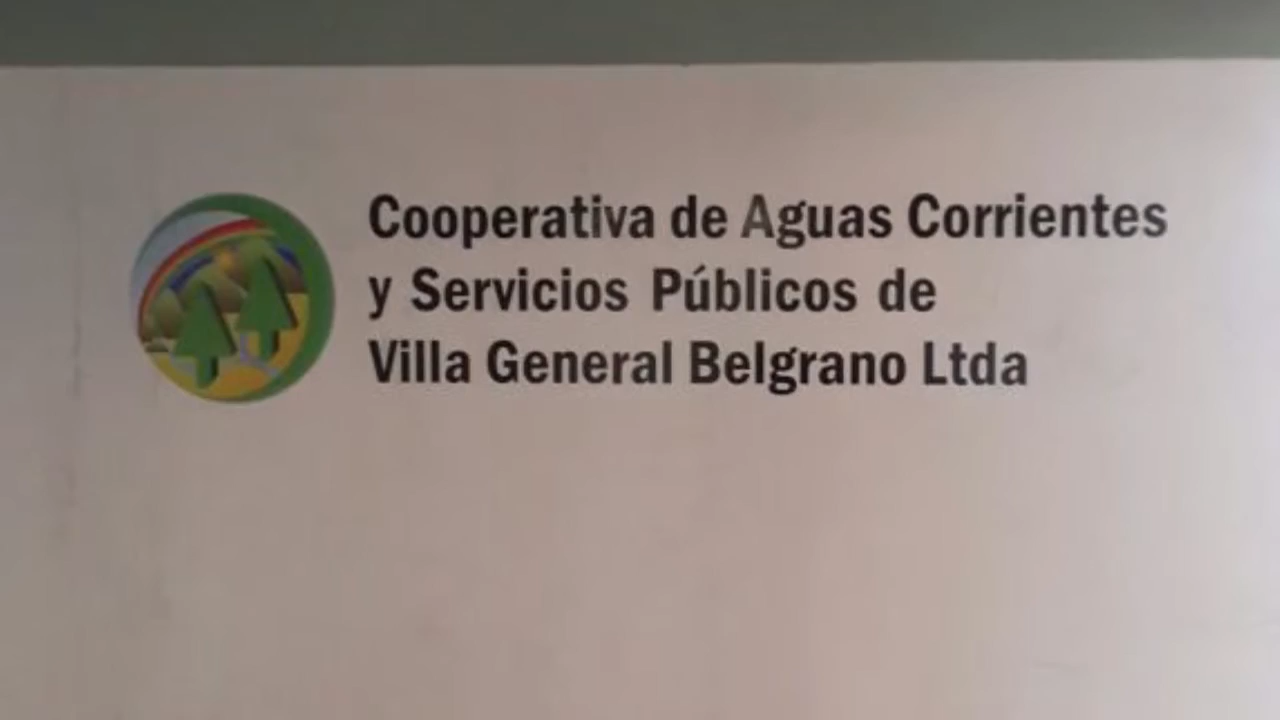 Cooperativa de Aguas Corrientes
y Servicios Públicos de
Villa General Belgrano Ltda